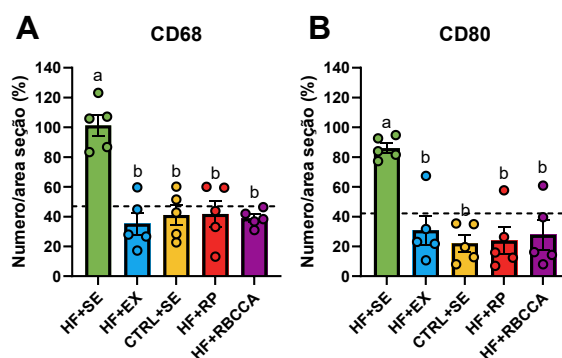 A
CD68
Numero/area seção (%)
140
120
100
80
60
40
20
0
a
b
b
b
b
HF+SE
HF+EX
CTRL+SE
HF+RP
HF+RBCCA
B
CD80
Numero/area seção (%)
140
120
100
80
60
40
20
0
a
b
b
b
b
HF+SE
HF+EX
CTRL+SE
HF+RP
HF+RBCCA